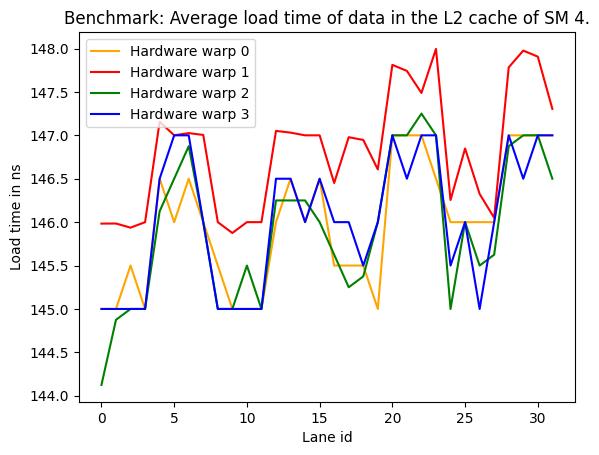 Benchmark: Average load time of data in the L2 cache of SM 4.
Hardware warp 0
Hardware warp 1
Hardware warp 2
Hardware warp 3
Load time in ns
148.0
147.5
147.0
146.5
146.0
145.5
145.0
144.5
144.0
0 5 10 15 20 25 30
Lane id